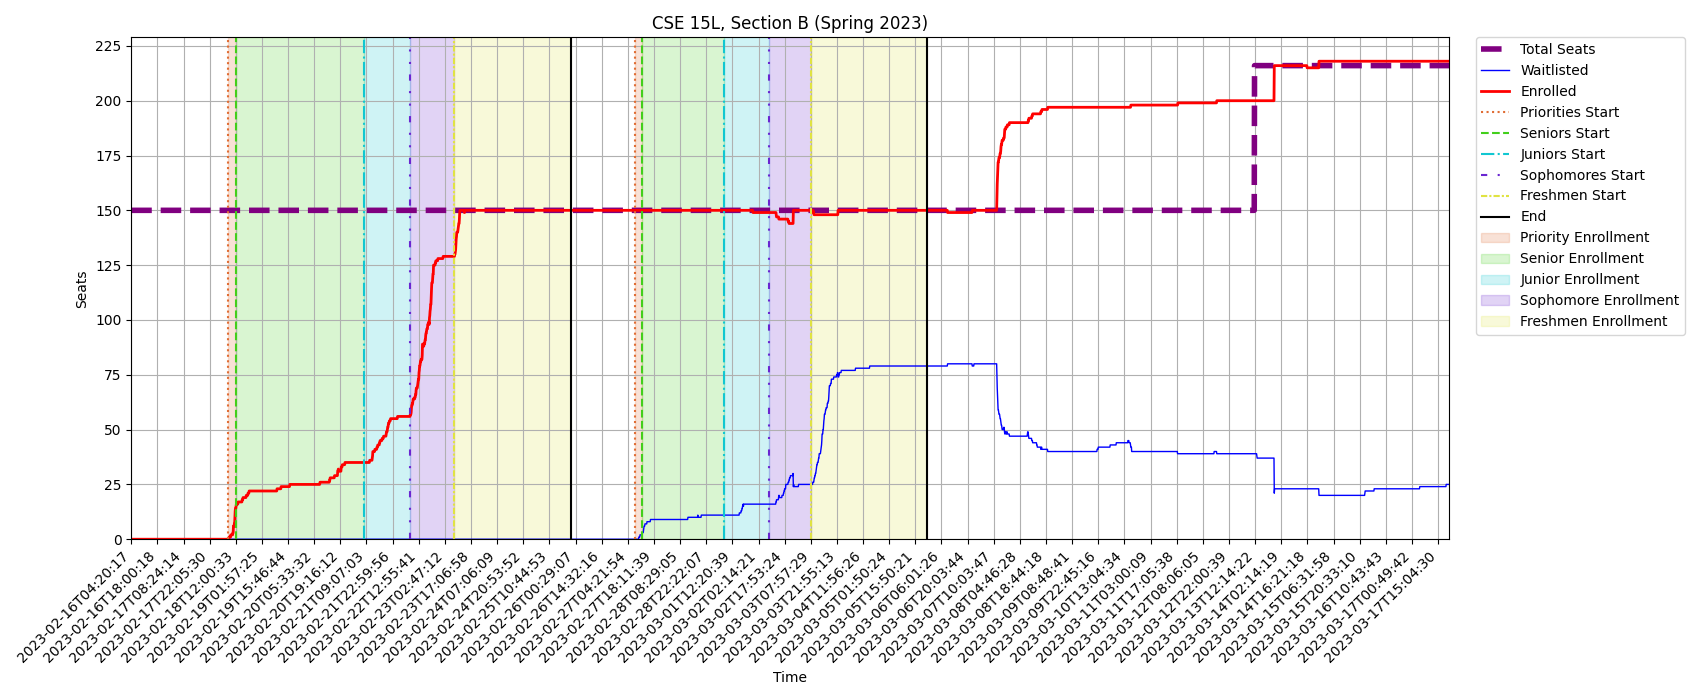 CSE 15L, Section B (Spring 2023)
225
200
175
150
125
100
75
50
25
0
Seats
2023-02-16T04:20:17
2023-02-16T18:00:18
2023-02-17T08:24:14
2023-02-17T22:05:30
2023-02-18T12:00:33
2023-02-19T01:57:25
2023-02-19T15:46:44
2023-02-20T05:33:32
2023-02-20T19:16:12
2023-02-21T09:07:03
2023-02-21T22:59:56
2023-02-22T12:55:41
2023-02-23T02:47:12
2023-02-23T17:06:58
2023-02-24T07:06:09
2023-02-24T20:53:52
2023-02-25T10:44:53
2023-02-26T00:29:07
2023-02-26T14:32:16
2023-02-27T04:21:54
2023-02-27T18:11:39
2023-02-28T08:29:05
2023-02-28T22:22:07
2023-03-01T12:20:39
2023-03-02T02:14:21
2023-03-02T17:53:24
2023-03-03T07:57:29
2023-03-03T21:55:13
2023-03-04T11:56:26
2023-03-05T01:50:24
2023-03-05T15:50:21
2023-03-06T06:01:26
2023-03-06T20:03:44
2023-03-07T10:03:47
2023-03-08T04:46:28
2023-03-08T18:44:18
2023-03-09T08:48:41
2023-03-09T22:45:16
2023-03-10T13:04:34
2023-03-11T03:00:09
2023-03-11T17:05:38
2023-03-12T08:06:05
2023-03-12T22:00:39
2023-03-13T12:14:22
2023-03-14T02:14:19
2023-03-14T16:21:18
2023-03-15T06:31:58
2023-03-15T20:33:10
2023-03-16T10:43:43
2023-03-17T00:49:42
2023-03-17T15:04:30
Time
Total Seats
Waitlisted
Enrolled
Priorities Start
Seniors Start
Juniors Start
Sophomores Start
Freshmen Start
End
Priority Enrollment
Senior Enrollment
Junior Enrollment
Sophomore Enrollment
Freshmen Enrollment